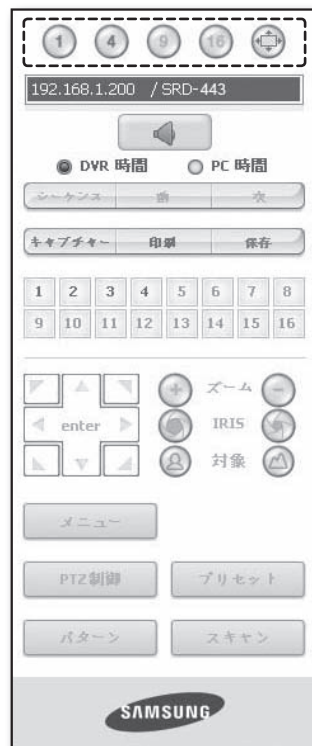 1 4 9 16
192.168.1.200 / SRD-443
DVR 時間 PC 時間
シーケンス 前 次
キャプチャー 印刷 保存
1 2 3 4 5 6 7 8
9 10 11 12 13 14 15 16
ズーム
enter IRIS
対象
メニュー
PTZ制御 プリセット
パターン スキャン
SAMSUNG